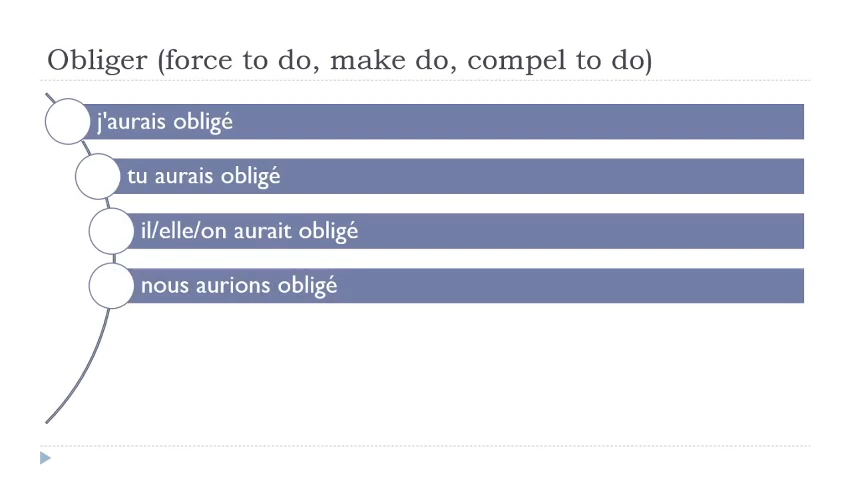 Obliger (force to do, make do, compel to do)
j'aurais obligé
tu aurais obligé
il/elle/on aurait obligé
nous aurions obligé